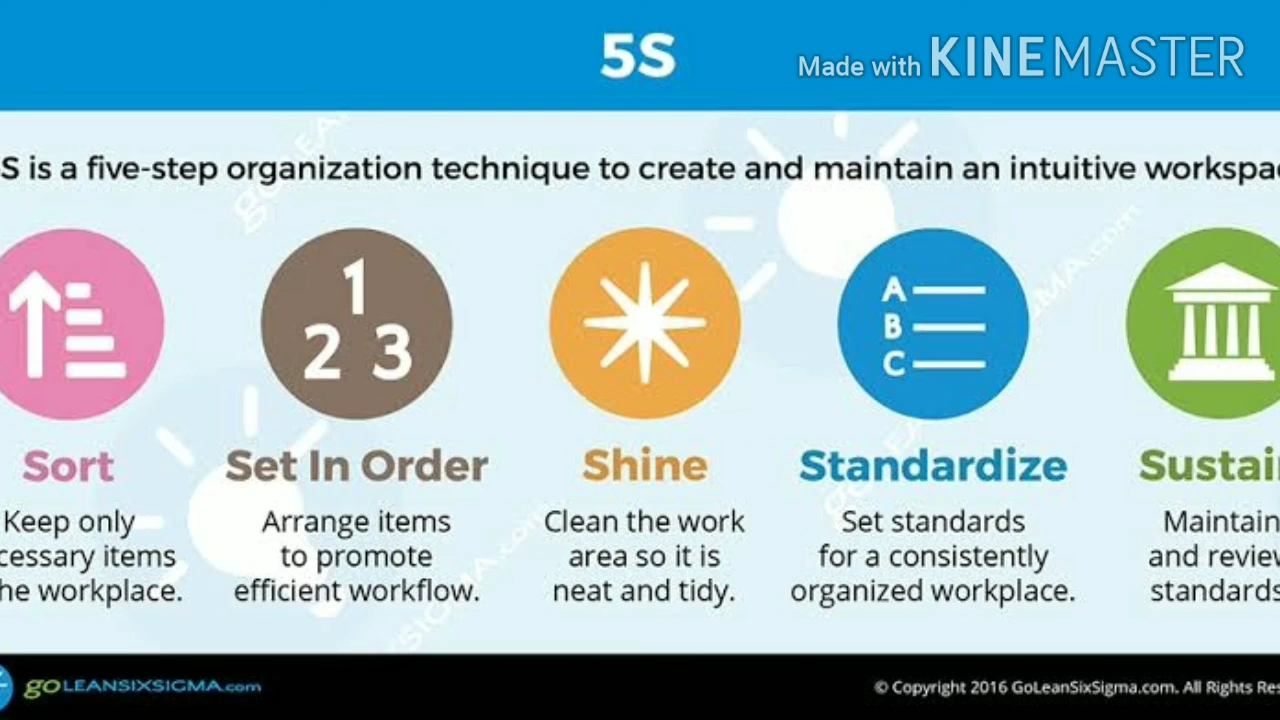 5S
Made with KINEMASTER
S is a five-step organization technique to create and maintain an intuitive workspa
1
2 3
A
B
C
Sort
Set In Order
Shine
Standardize
Sustai
Keep only
cessary items
he workplace.
Arrange items
to promote
efficient workflow.
Clean the work
area so it is
neat and tidy.
Set standards
for a consistently
organized workplace.
Maintain
and review
standards
goLEANSIXSIGMA.com
© Copyright 2016 GoLeanSixSigma.com. All Rights Res